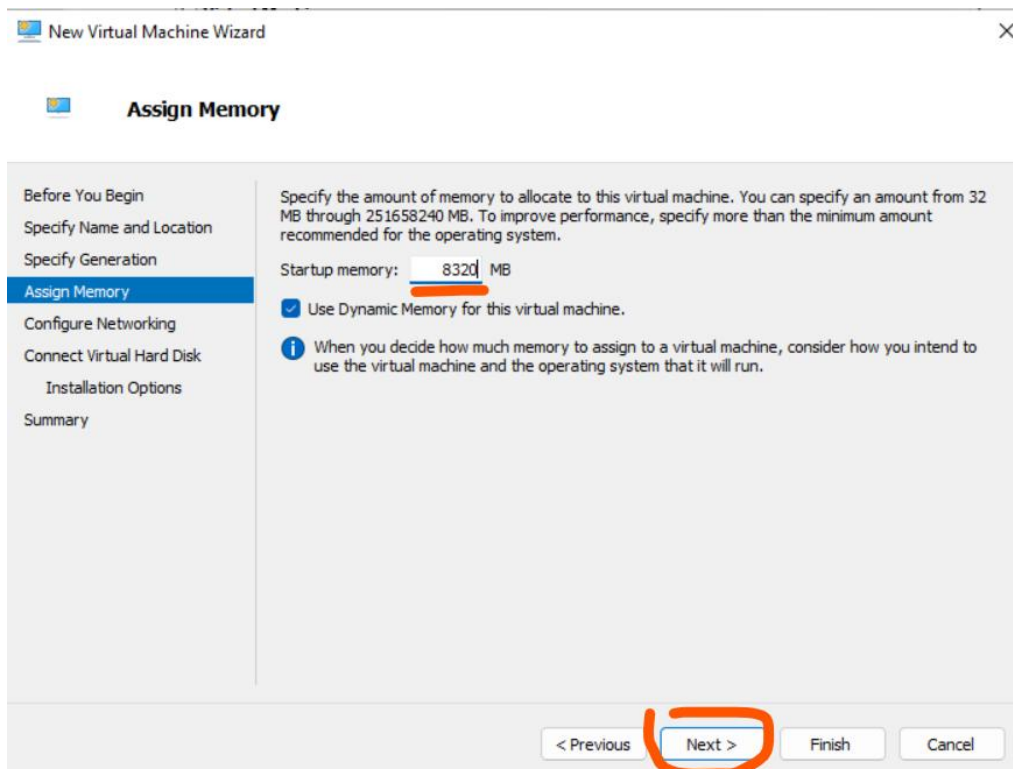 New Virtual Machine Wizard
Assign Memory
Before You Begin
Specify Name and Location
Specify Generation
Assign Memory
Configure Networking
Connect Virtual Hard Disk
Installation Options
Summary
Specify the amount of memory to allocate to this virtual machine. You can specify an amount from 32
MB through 251658240 MB. To improve performance, specify more than the minimum amount
recommended for the operating system.
Startup memory: 8320 MB
Use Dynamic Memory for this virtual machine.
When you decide how much memory to assign to a virtual machine, consider how you intend to
use the virtual machine and the operating system that it will run.
< Previous Next > Finish Cancel